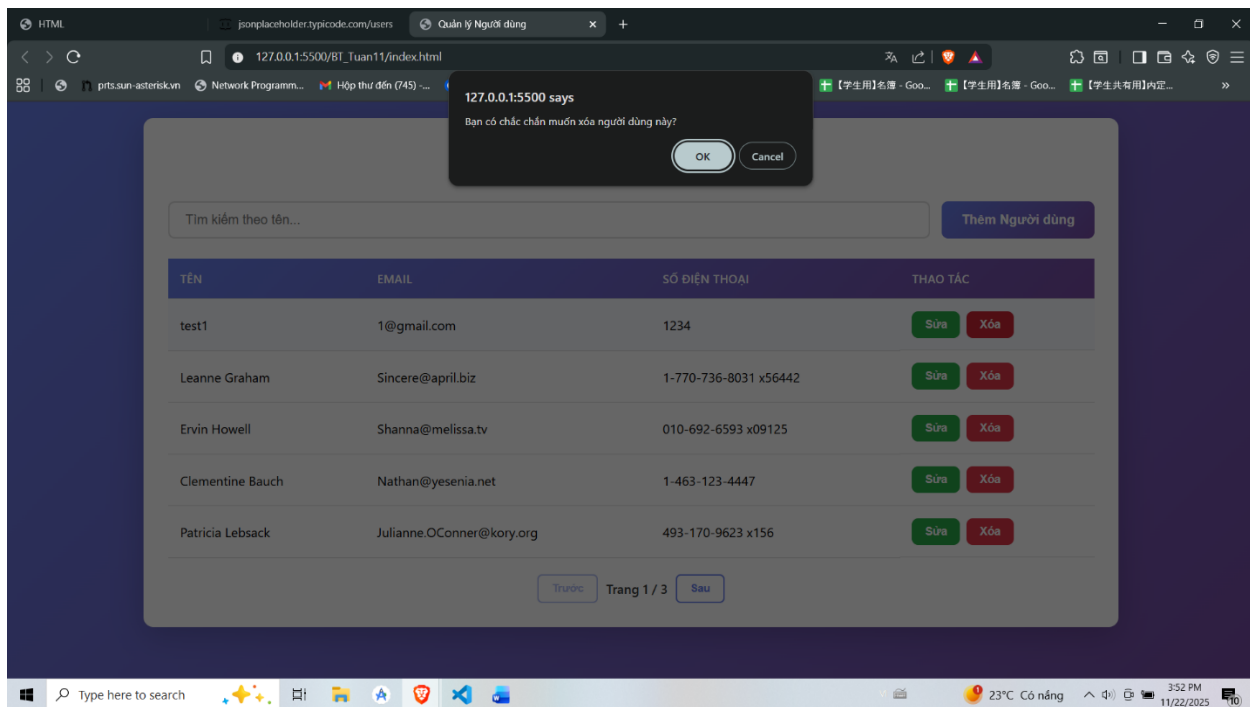 HTML
jsonplaceholder.typicode.com/users
Quản lý Người dùng
127.0.0.1:5500/BT_Tuan11/index.html
prts.sun-asterisk.vn
Network Programm...
Hộp thư đến (745) -...
【学生用】名簿 - Goo...
【学生用】名簿 - Goo...
【学生共有用】内定...
127.0.0.1:5500 says
Bạn có chắc chắn muốn xóa người dùng này?
OK Cancel
Tìm kiếm theo tên... Thêm Người dùng
TÊN EMAIL SỐ ĐIỆN THOẠI THAO TÁC
test1 1@gmail.com 1234 Sửa Xóa
Leanne Graham Sincere@april.biz 1-770-736-8031 x56442 Sửa Xóa
Ervin Howell Shanna@melissa.tv 010-692-6593 x09125 Sửa Xóa
Clementine Bauch Nathan@yesenia.net 1-463-123-4447 Sửa Xóa
Patricia Lebsack Julianne.OConner@kory.org 493-170-9623 x156 Sửa Xóa
Trước Trang 1 / 3 Sau
Type here to search
23°C Có nắng
3:52 PM
11/22/2025
10